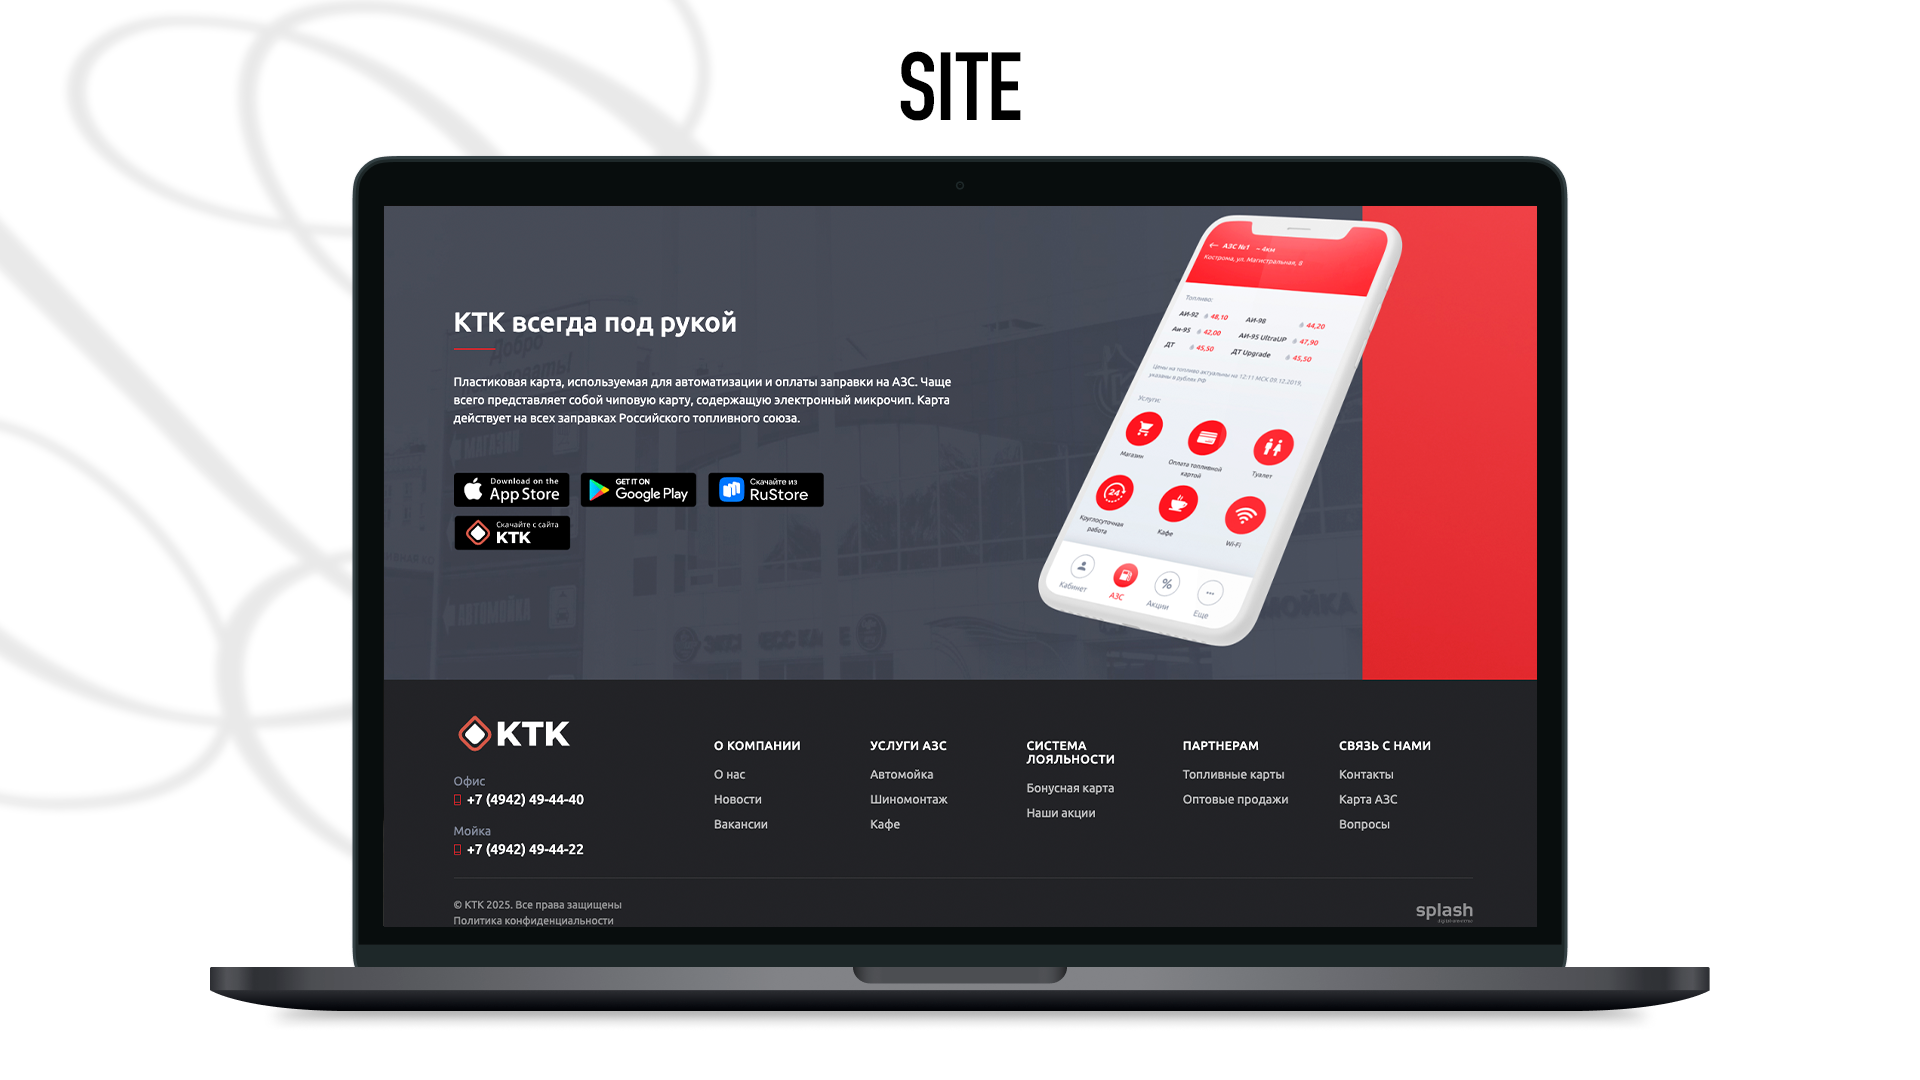 SITE
КТК всегда под рукой
Пластиковая карта, используемая для автоматизации и оплаты заправки на АЗС. Чаще
всего представляет собой чиповую карту, содержащую электронный микрочип. Карта
действует на всех заправках Российского топливного союза.
Download on the
App Store
GET IT ON
Google Play
Скачайте из
RuStore
Скачайте с сайта
КТК
АЗС №1 ~ 4км
Кострома, ул. Магистральная, 8
Топливо:
АИ-92 48,10 АИ-98 44,20
Аи-95 42,00 АИ-95 UltraUP 47,90
ДТ 45,50 ДТ Upgrade 45,50
Цены на топливо актуальны на 12:11 МСК 09.12.2019,
указаны в рублях РФ
Услуги:
Магазин
Оплата топливной
картой
Туалет
24
Круглосуточная
работа
Кафе
Wi-Fi
Кабинет
АЗС
Акции
Еще
Добро
АВТОМОЙКА
МОЙКА
КТК
Офис
+7 (4942) 49-44-40
Мойка
+7 (4942) 49-44-22
О КОМПАНИИ
О нас
Новости
Вакансии
УСЛУГИ АЗС
Автомойка
Шиномонтаж
Кафе
СИСТЕМА
ЛОЯЛЬНОСТИ
Бонусная карта
Наши акции
ПАРТНЕРАМ
Топливные карты
Оптовые продажи
СВЯЗЬ С НАМИ
Контакты
Карта АЗС
Вопросы
© КТК 2025. Все права защищены
Политика конфиденциальности
splash